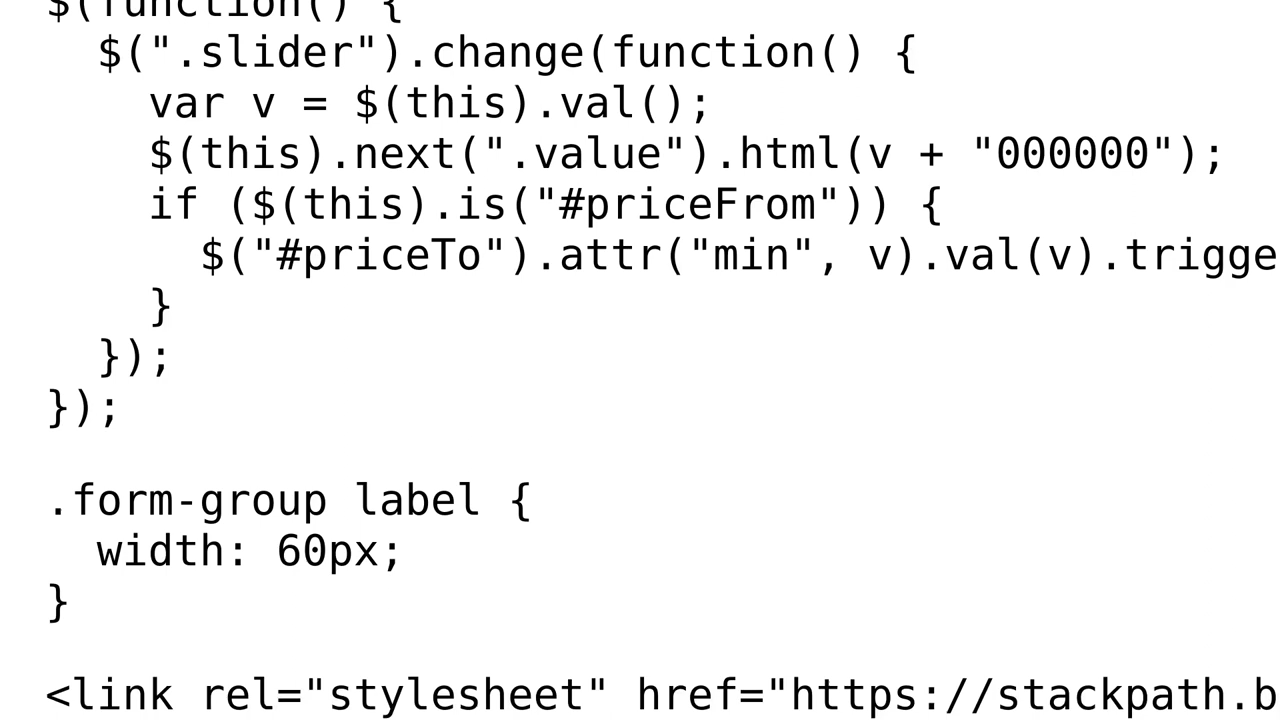 $(function() {
  $(".slider").change(function() {
    var v = $(this).val();
    $(this).next(".value").html(v + "000000");
    if ($(this).is("#priceFrom")) {
      $("#priceTo").attr("min", v).val(v).trigge
    }
  });
});

.form-group label {
  width: 60px;
}

<link rel="stylesheet" href="https://stackpath.b